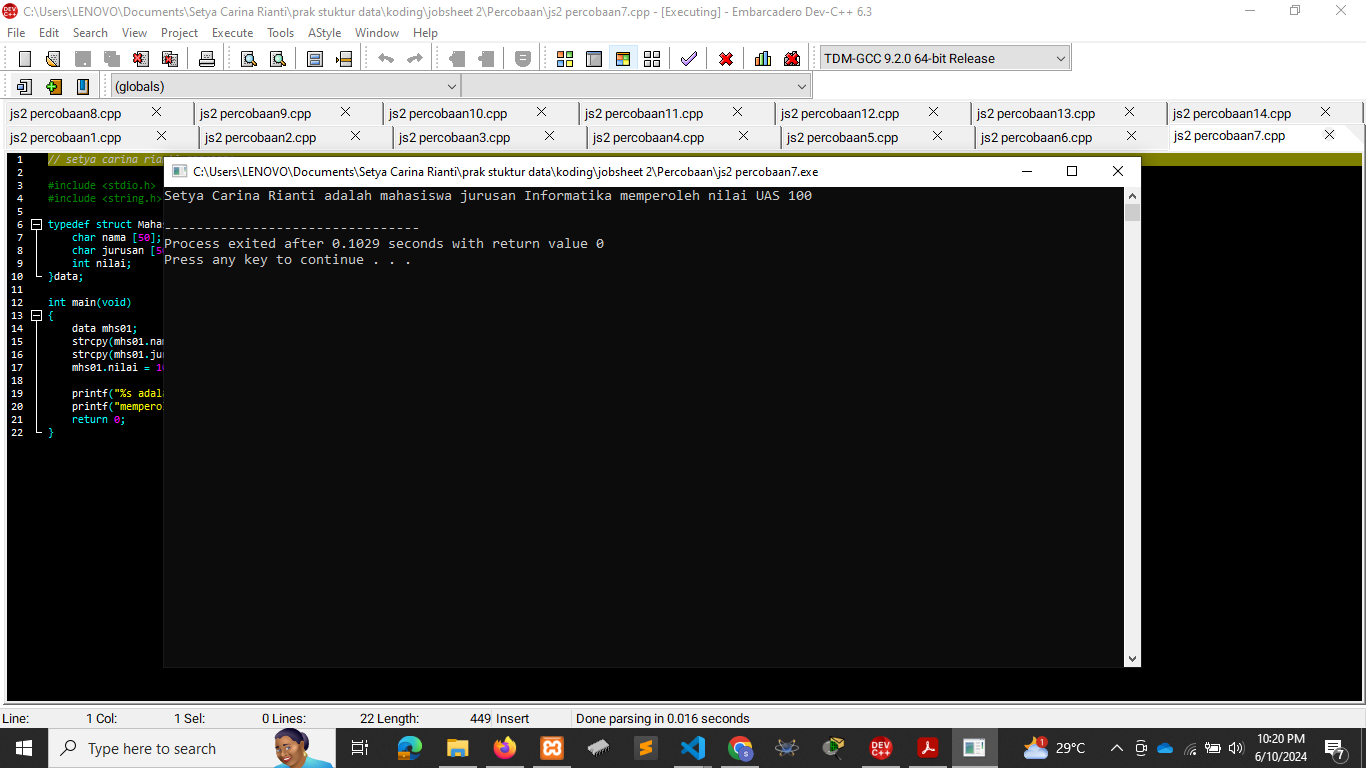 C:\Users\LENOVO\Documents\Setya Carina Rianti\prak stuktur data\koding\jobsheet 2\Percobaan\js2 percobaan7.cpp - [Executing] - Embarcadero Dev-C++ 6.3
File Edit Search View Project Execute Tools AStyle Window Help
TDM-GCC 9.2.0 64-bit Release
(globals)
js2 percobaan8.cpp js2 percobaan9.cpp js2 percobaan10.cpp js2 percobaan11.cpp js2 percobaan12.cpp js2 percobaan13.cpp js2 percobaan14.cpp
js2 percobaan1.cpp js2 percobaan2.cpp js2 percobaan3.cpp js2 percobaan4.cpp js2 percobaan5.cpp js2 percobaan6.cpp js2 percobaan7.cpp
1 // setya carina ria
2
3 #include <stdio.h>
4 #include <string.h>
5
6 typedef struct Maha
7 char nama [50];
8 char jurusan [5
9 int nilai;
10 }data;
11
12 int main(void)
13 {
14 data mhs01;
15 strcpy(mhs01.na
16 strcpy(mhs01.jur
17 mhs01.nilai = 1
18
19 printf("%s adal
20 printf("mempero
21 return 0;
22 }
C:\Users\LENOVO\Documents\Setya Carina Rianti\prak stuktur data\koding\jobsheet 2\Percobaan\js2 percobaan7.exe
Setya Carina Rianti adalah mahasiswa jurusan Informatika memperoleh nilai UAS 100
--------------------------------
Process exited after 0.1029 seconds with return value 0
Press any key to continue . . .
Line: 1 Col: 1 Sel: 0 Lines: 22 Length: 449 Insert Done parsing in 0.016 seconds
Type here to search
DEV C++
1
29°C
10:20 PM
6/10/2024
7